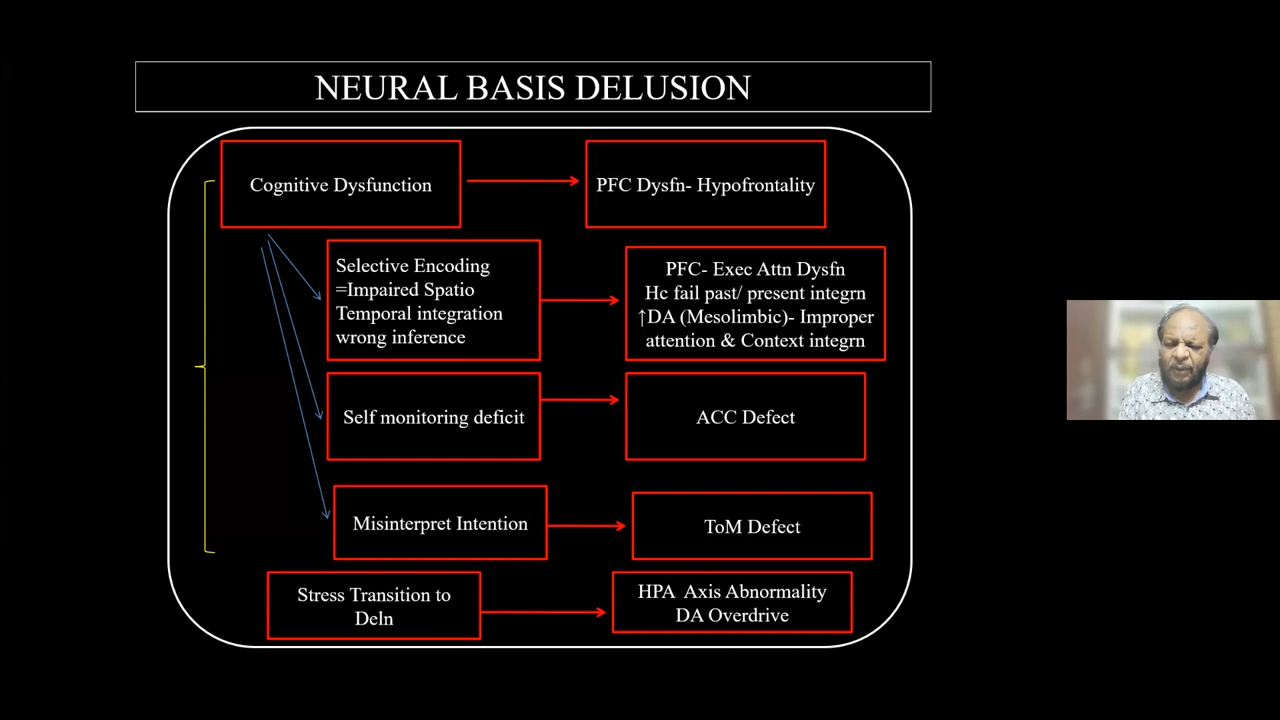 NEURAL BASIS DELUSION
Cognitive Dysfunction
PFC Dysfn- Hypofrontality
Selective Encoding
=Impaired Spatio
Temporal integration
wrong inference
PFC- Exec Attn Dysfn
Hc fail past/ present integrn
↑DA (Mesolimbic)- Improper
attention & Context integrn
Self monitoring deficit
ACC Defect
Misinterpret Intention
ToM Defect
Stress Transition to
Deln
HPA  Axis Abnormality
DA Overdrive